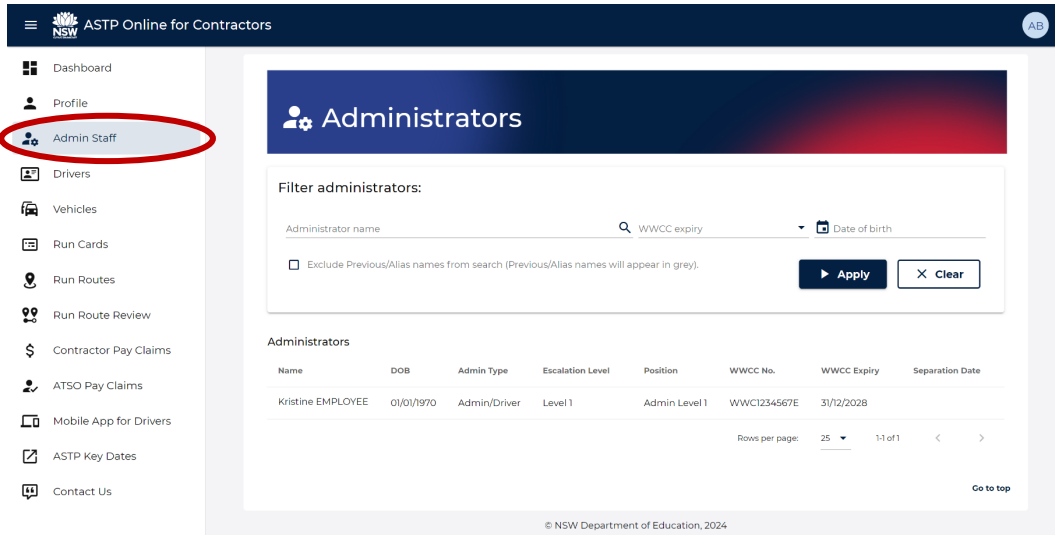 NSW
ASTP Online for Contractors
AB
Dashboard
Profile
Admin Staff
Drivers
Vehicles
Run Cards
Run Routes
Run Route Review
Contractor Pay Claims
ATSO Pay Claims
Mobile App for Drivers
ASTP Key Dates
Contact Us
Administrators
Filter administrators:
Administrator name WWCC expiry Date of birth
Exclude Previous/Alias names from search (Previous/Alias names will appear in grey).
Apply Clear
Administrators
Name DOB Admin Type Escalation Level Position WWCC No. WWCC Expiry Separation Date
Kristine EMPLOYEE 01/01/1970 Admin/Driver Level 1 Admin Level 1 WWC1234567E 31/12/2028
Rows per page: 25 1-1 of 1
Go to top
© NSW Department of Education, 2024